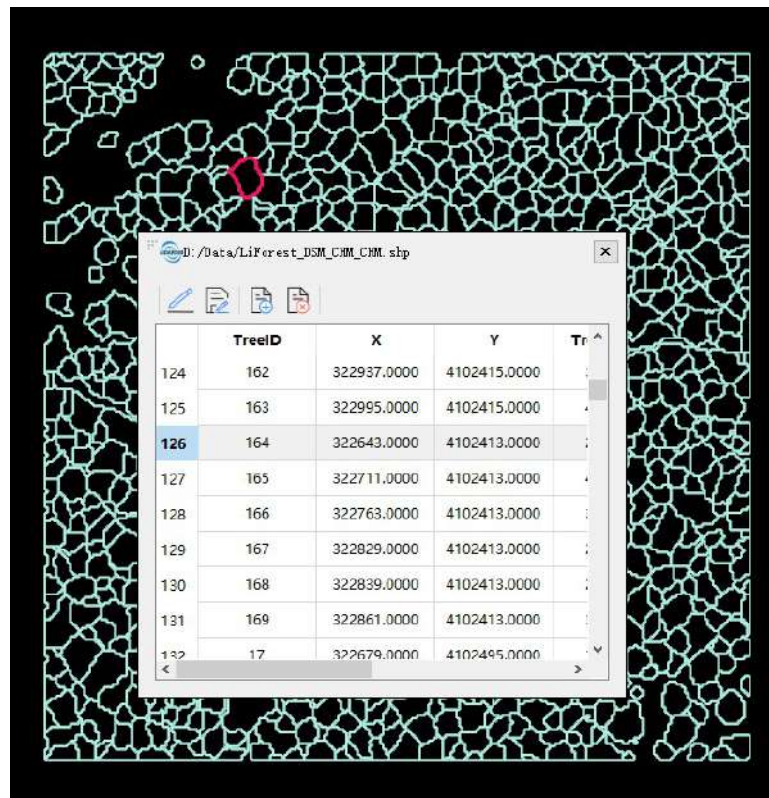 D:/Data/LiForest_DSM_CHM_CHM.shp
TreeID X Y Tr
124 162 322937.0000 4102415.0000
125 163 322995.0000 4102415.0000
126 164 322643.0000 4102413.0000
127 165 322711.0000 4102413.0000
128 166 322763.0000 4102413.0000
129 167 322829.0000 4102413.0000
130 168 322839.0000 4102413.0000
131 169 322861.0000 4102413.0000
132 17 322679.0000 4102495.0000